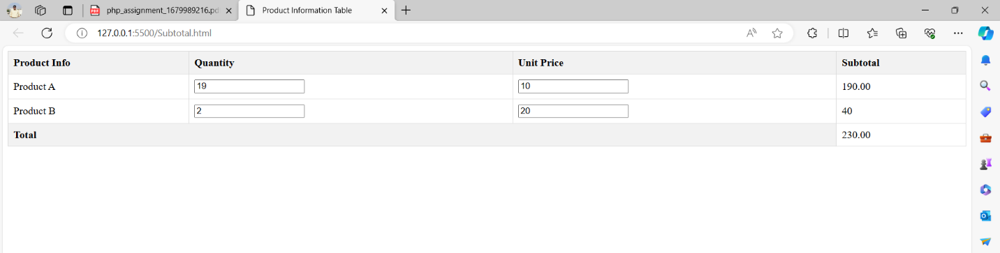 php_assignment_1679989216.pd
Product Information Table
127.0.0.1:5500/Subtotal.html
Product Info Quantity Unit Price Subtotal
Product A 19 10 190.00
Product B 2 20 40
Total 230.00